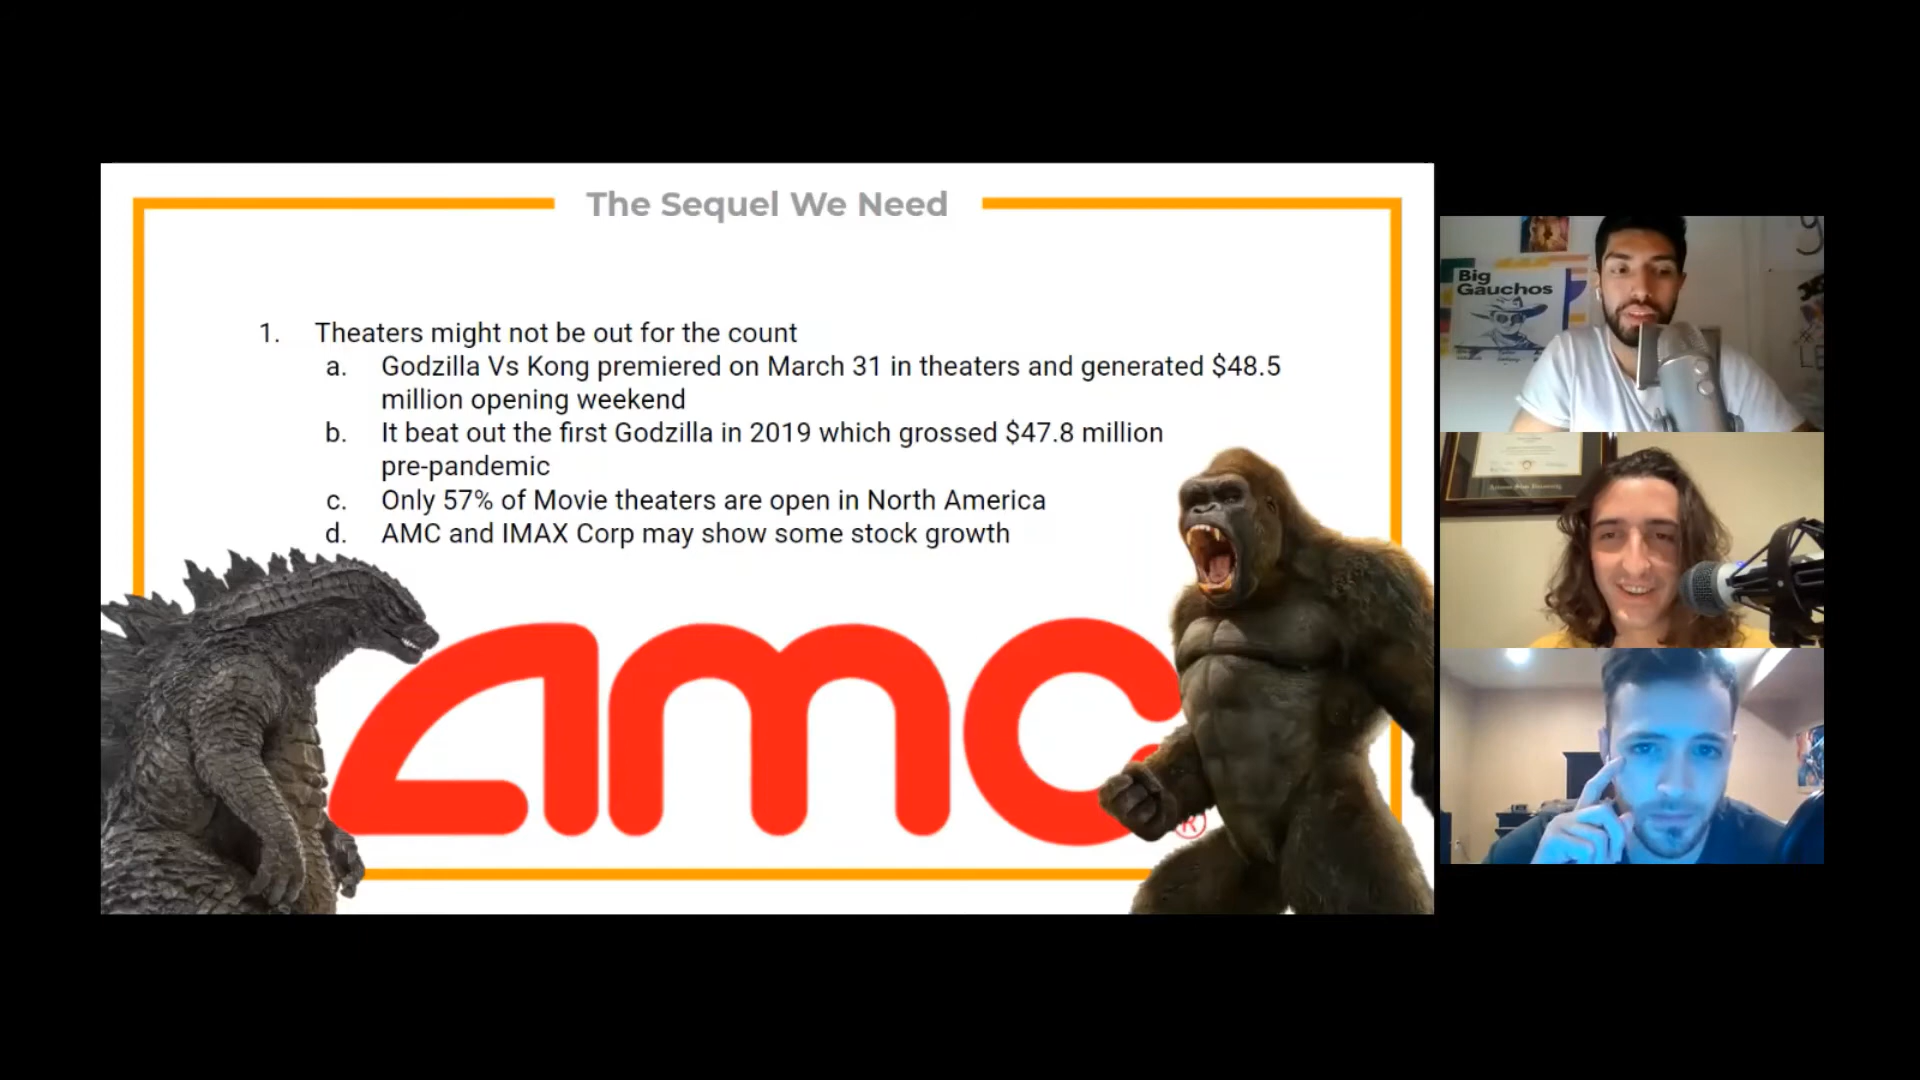 The Sequel We Need
1. Theaters might not be out for the count
a. Godzilla Vs Kong premiered on March 31 in theaters and generated $48.5
million opening weekend
b. It beat out the first Godzilla in 2019 which grossed $47.8 million
pre-pandemic
c. Only 57% of Movie theaters are open in North America
d. AMC and IMAX Corp may show some stock growth
amc
®
Big
Gauchos